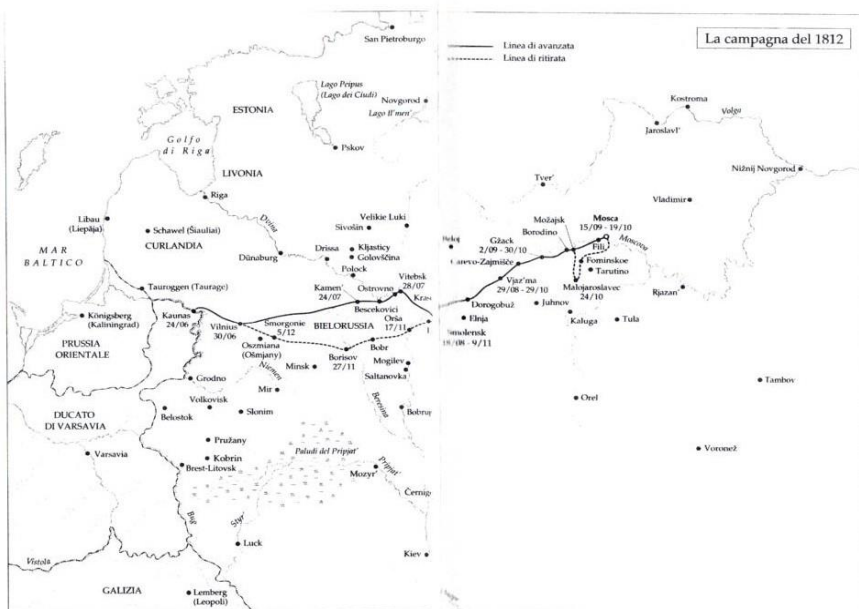 La campagna del 1812
Linea di avanzata
Linea di ritirata
San Pietroburgo
Lago Peipus
(Lago dei Ciudi)
ESTONIA
Novgorod
Lago Il'men'
Golfo
di Riga
Pskov
LIVONIA
Riga
Dvina
Libau
(Liepāja)
Schawel (Šiauliai)
CURLANDIA
MAR
BALTICO
Velikie Luki
Sivošin
Dünaburg
Drissa
Kljasticy
Golovščina
Polock
Tauroggen (Taurage)
Kamen'
24/07
Ostrovno
Vitebsk
28/07
Bescekovici
Königsberg
(Kaliningrad)
Kaunas
24/06
Vilnius
30/06
Smorgonie
5/12
BIELORUSSIA
Orša
17/11
Oszmiana
(Ošmjany)
Bobr
PRUSSIA
ORIENTALE
Borisov
27/11
Minsk
Mogilev
Saltanovka
Niemen
Grodno
Mir
Beresina
Volkovisk
Slonim
Belostok
DUCATO
DI VARSAVIA
Pružany
Varsavia
Kobrin
Brest-Litovsk
Paludi del Pripjat'
Pripjat'
Mozyr'
Bug
Styr'
Luck
Kiev
Vistola
GALIZIA
Lemberg
(Leopoli)
Kostroma
Volga
Jaroslavl'
Nižnij Novgorod
Tver'
Vladimir
Možajsk
Borodino
Mosca
15/09 - 19/10
Fili
Moscova
Gžack
2/09 - 30/10
Fominskoe
Tarutino
Vjaz'ma
29/08 - 29/10
Malojaroslavec
24/10
Rjazan'
Dorogobuž
Juhnov
Elnja
Kaluga
Tula
Orel
Tambov
Voronež